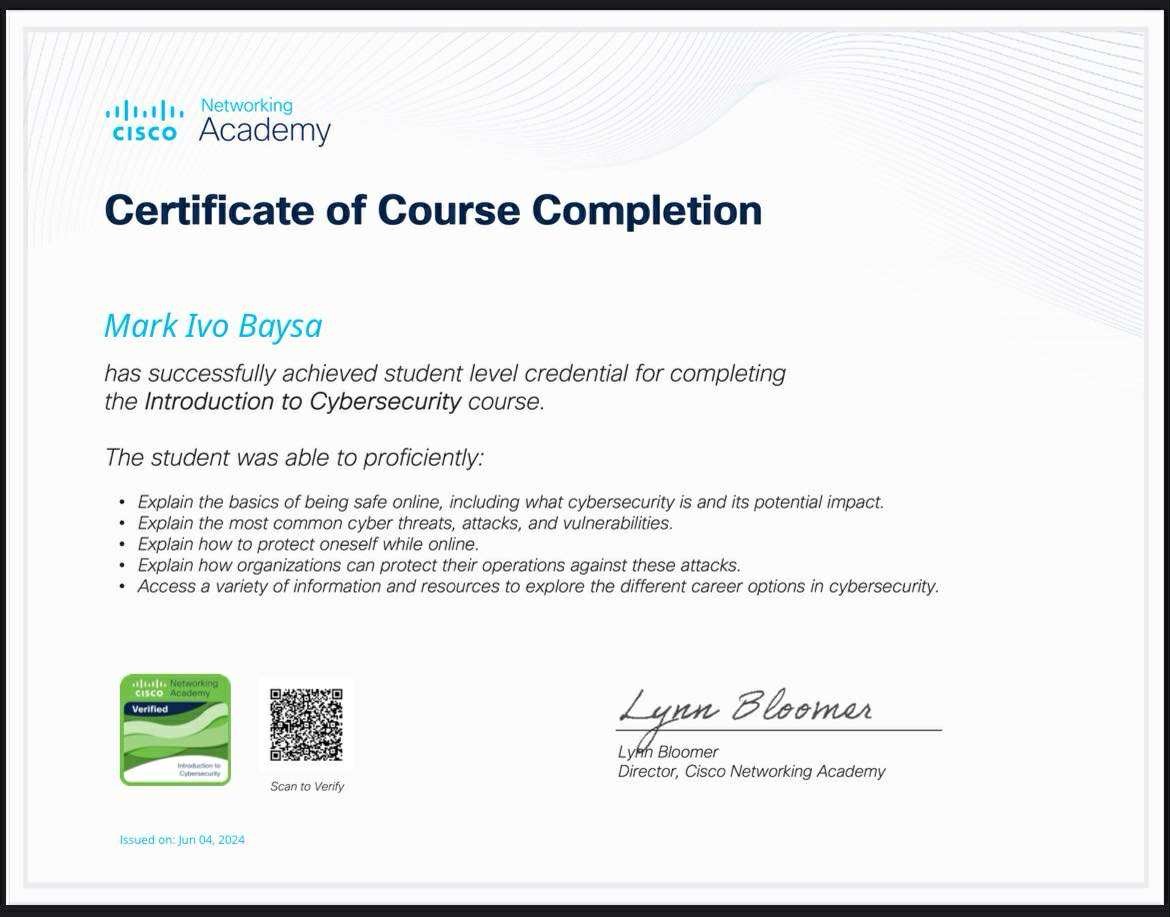 CISCO Networking Academy
Certificate of Course Completion
Mark Ivo Baysa
has successfully achieved student level credential for completing
the Introduction to Cybersecurity course.
The student was able to proficiently:
• Explain the basics of being safe online, including what cybersecurity is and its potential impact.
• Explain the most common cyber threats, attacks, and vulnerabilities.
• Explain how to protect oneself while online.
• Explain how organizations can protect their operations against these attacks.
• Access a variety of information and resources to explore the different career options in cybersecurity.
CISCO Networking Academy
Verified
Introduction to
Cybersecurity
Scan to Verify
Lynn Bloomer
Lynn Bloomer
Director, Cisco Networking Academy
Issued on: Jun 04, 2024